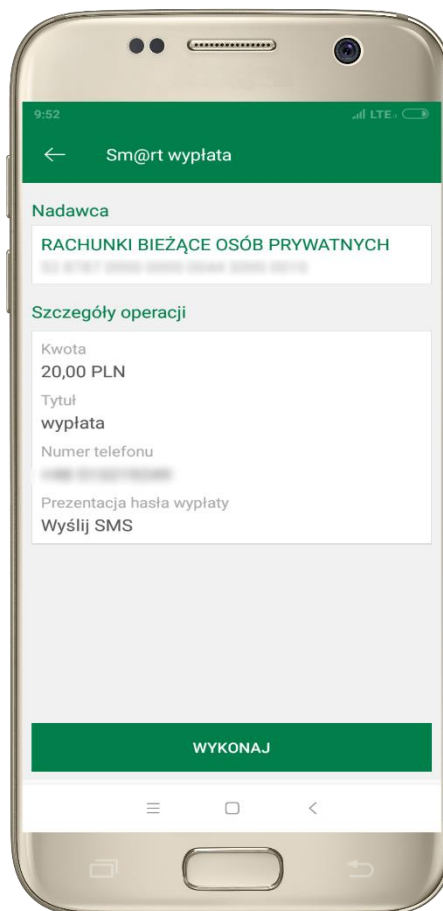 9:52 LTE
Sm@rt wypłata
Nadawca
RACHUNKI BIEŻĄCE OSÓB PRYWATNYCH
Szczegóły operacji
Kwota
20,00 PLN
Tytuł
wypłata
Numer telefonu
Prezentacja hasła wypłaty
Wyślij SMS
WYKONAJ